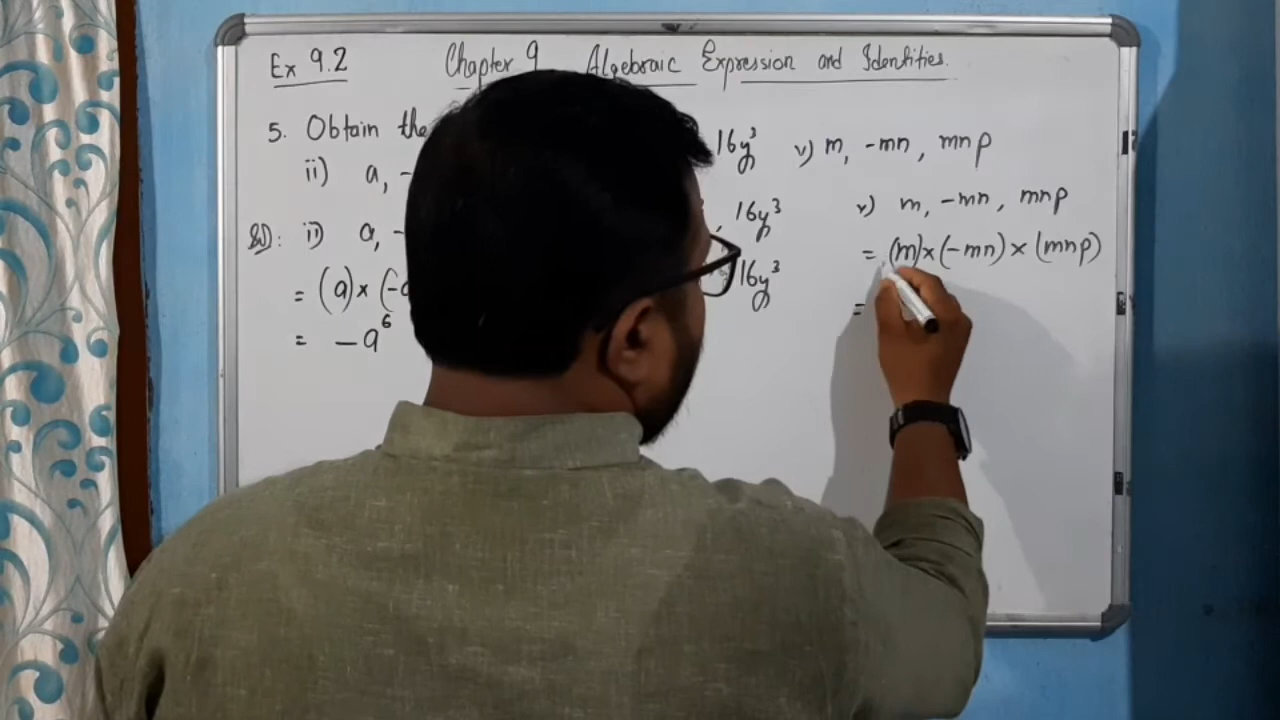 Ex 9.2 Chapter 9 Algebraic Expression and Identities.
5. Obtain the
ii) a, - 16y³ v) m, -mn, mnp
Sol: ii) a, - , 16y³ v) m, -mn, mnp
= (a) × (-a 16y³ = (m) × (-mn) × (mnp)
= -a⁶ =